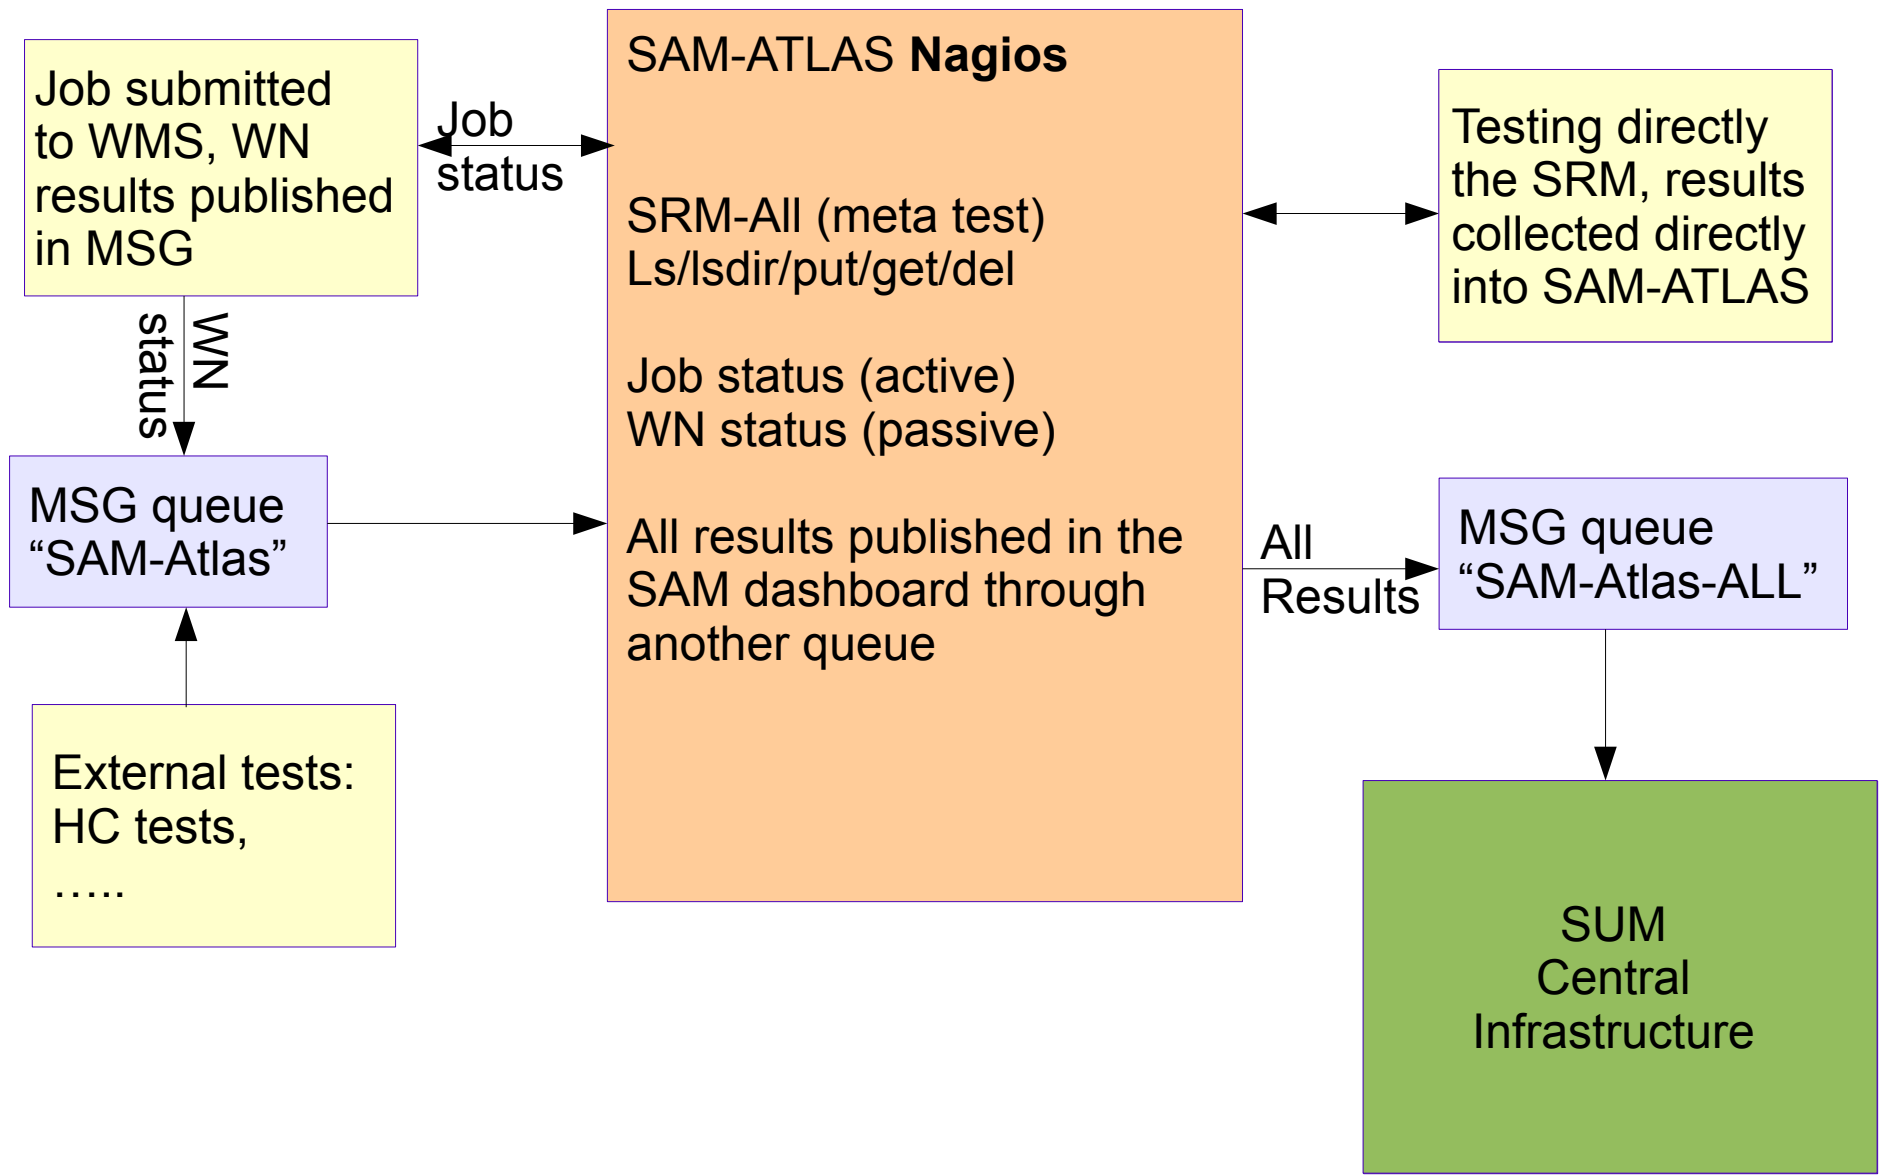 Job submitted
to WMS, WN
results published
in MSG
Job
status
WN
status
MSG queue
“SAM-Atlas”
External tests:
HC tests,
…..
SAM-ATLAS Nagios
SRM-All (meta test)
Ls/lsdir/put/get/del
Job status (active)
WN status (passive)
All results published in the
SAM dashboard through
another queue
Testing directly
the SRM, results
collected directly
into SAM-ATLAS
All
Results
MSG queue
“SAM-Atlas-ALL”
SUM
Central
Infrastructure